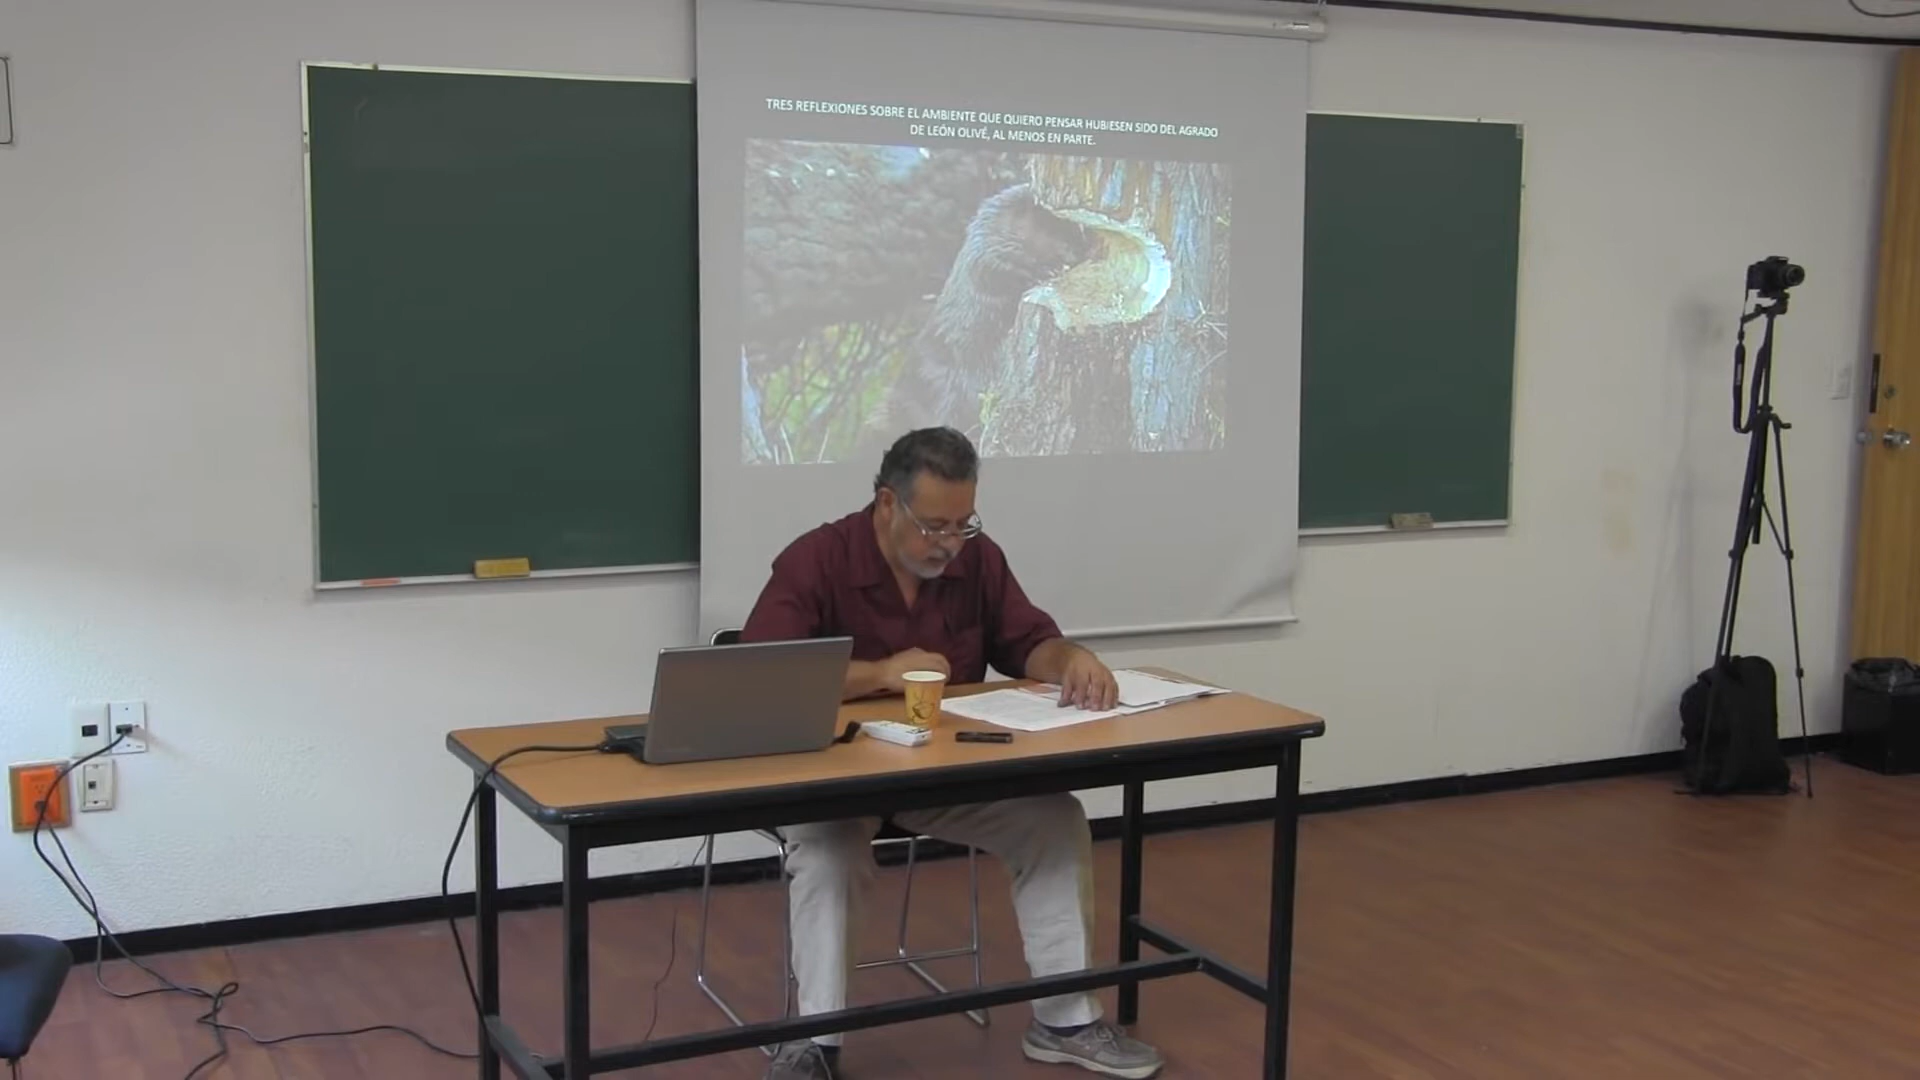 TRES REFLEXIONES SOBRE EL AMBIENTE QUE QUIERO PENSAR HUBIESEN SIDO DEL AGRADO
DE LEÓN OLIVÉ, AL MENOS EN PARTE.